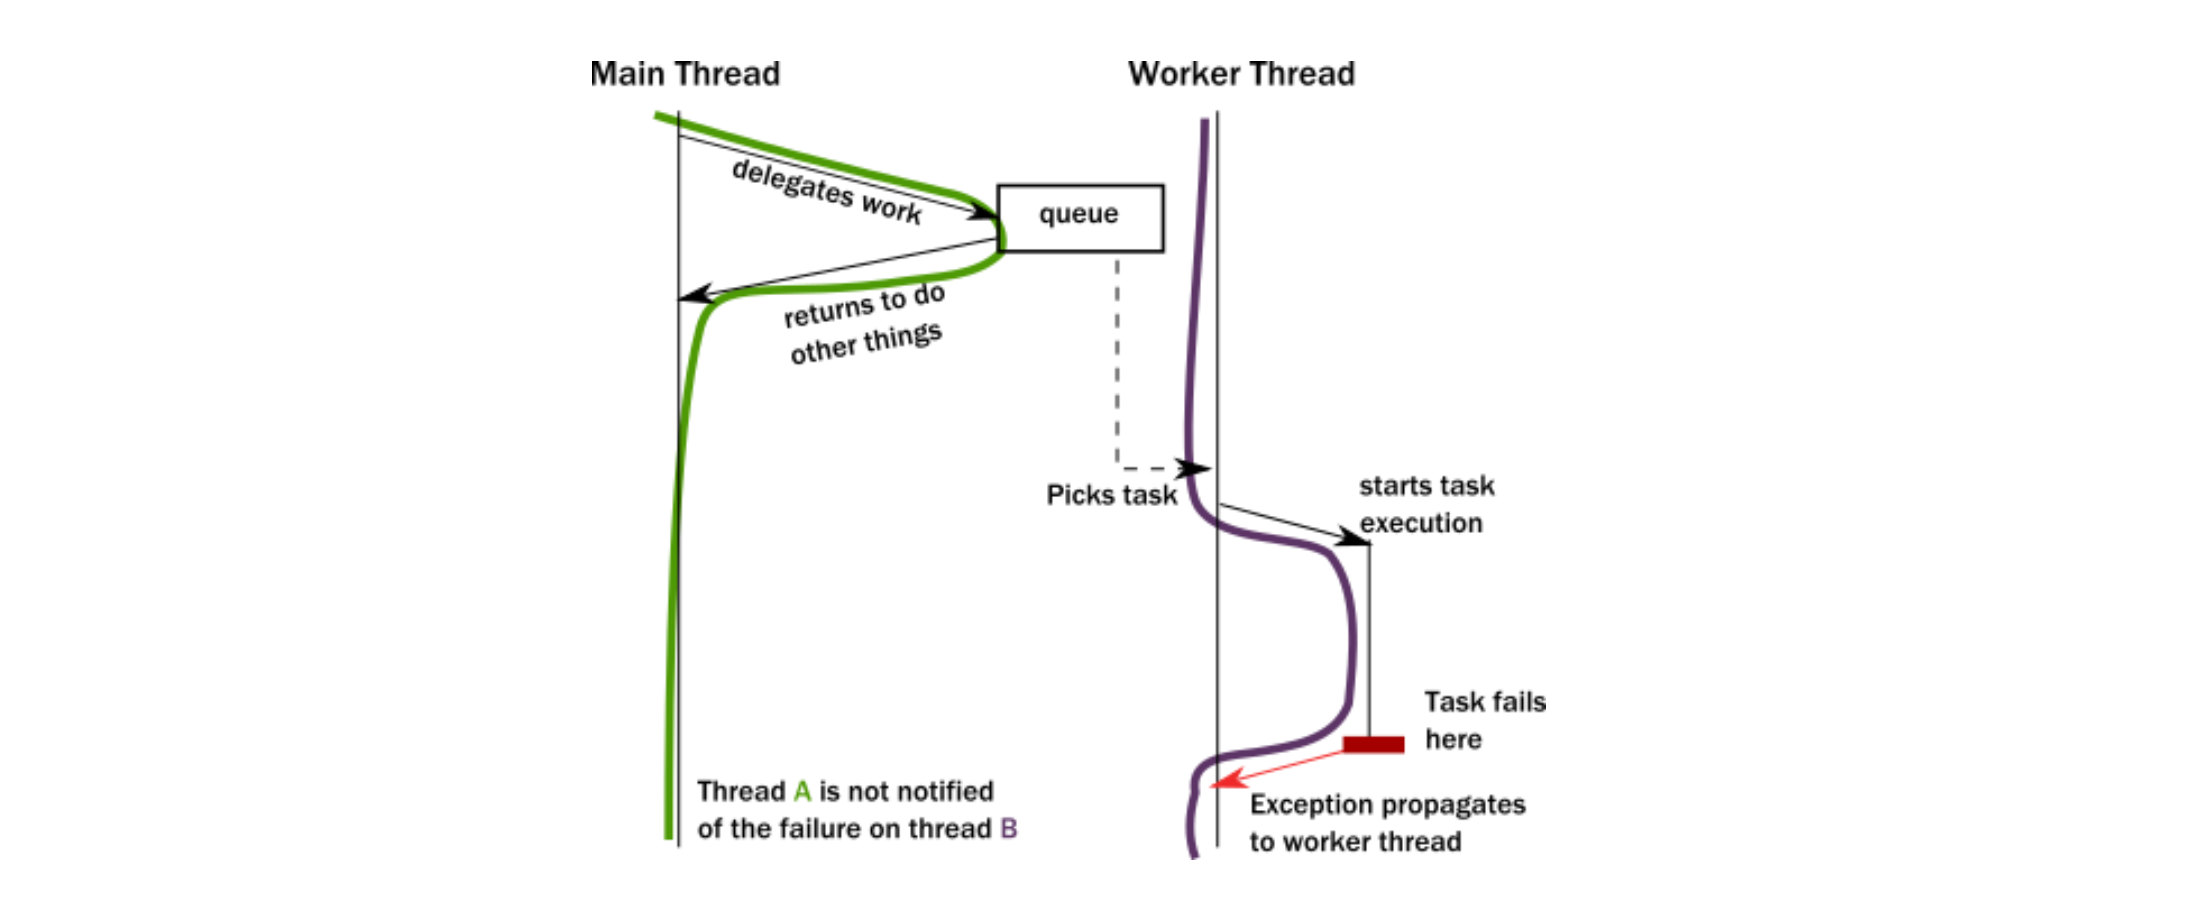 Main Thread
Worker Thread
delegates work
queue
returns to do
other things
Picks task
starts task
execution
Task fails
here
Thread A is not notified
of the failure on thread B
Exception propagates
to worker thread